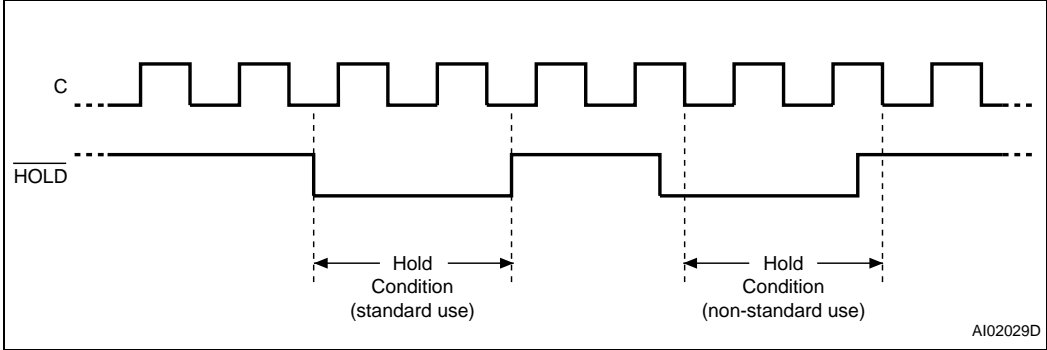 C
HOLD
Hold
Condition
(standard use)
Hold
Condition
(non-standard use)
AI02029D